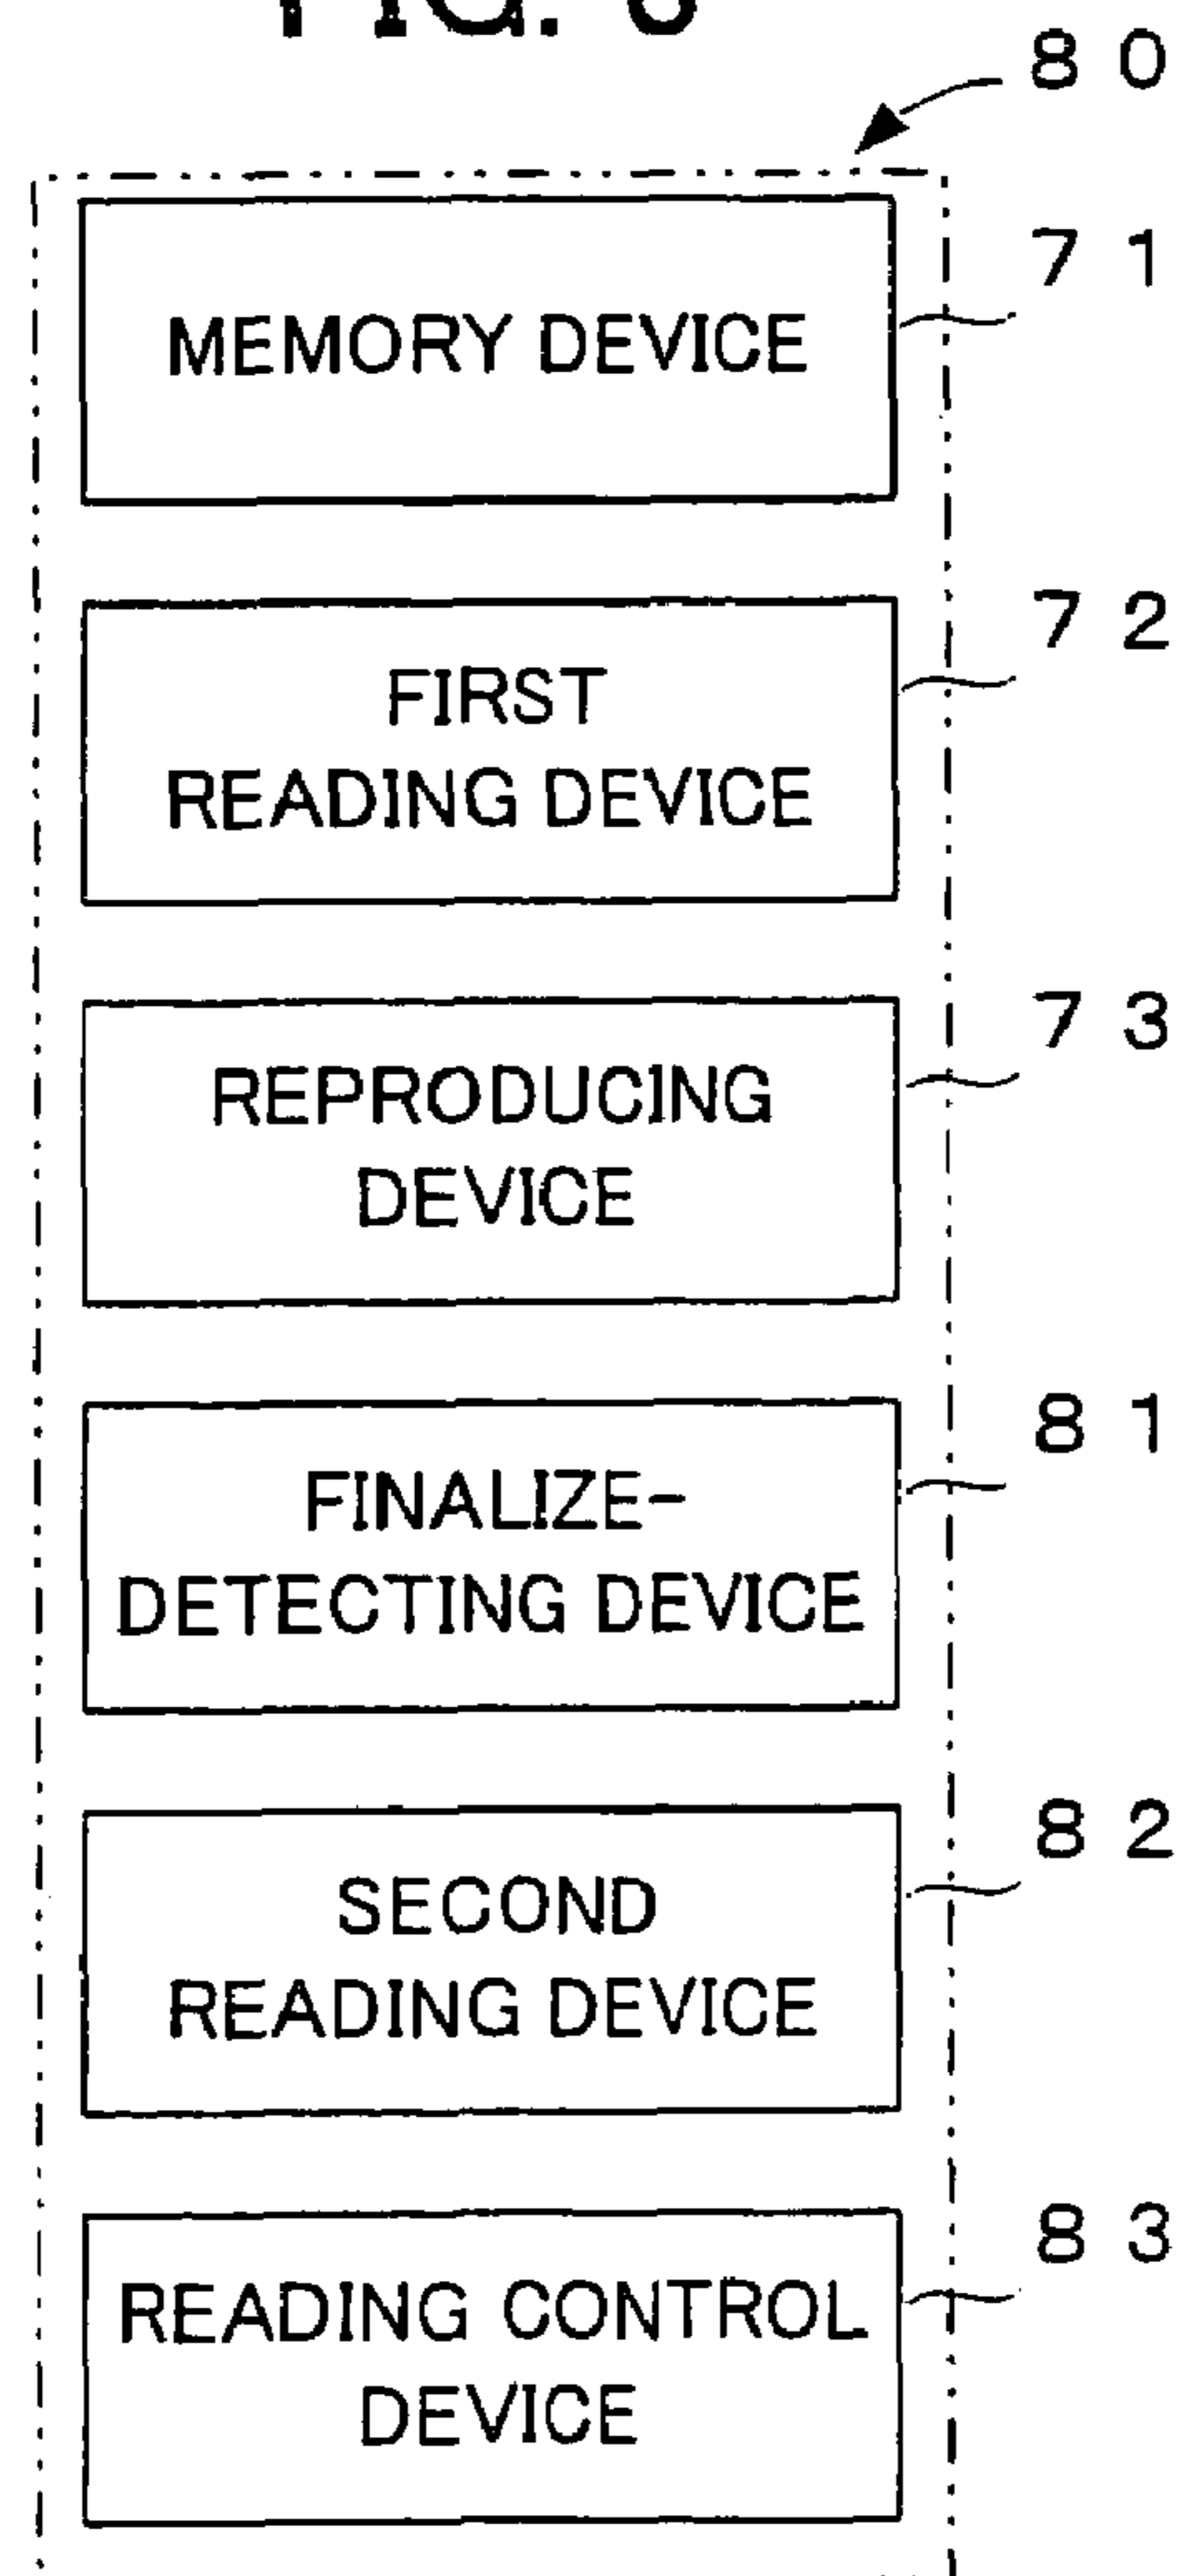 FIG.
80
MEMORY DEVICE
71
FIRST
READING DEVICE
72
REPRODUCING
DEVICE
73
FINALIZE-
DETECTING DEVICE
81
SECOND
READING DEVICE
82
READING CONTROL
DEVICE
83